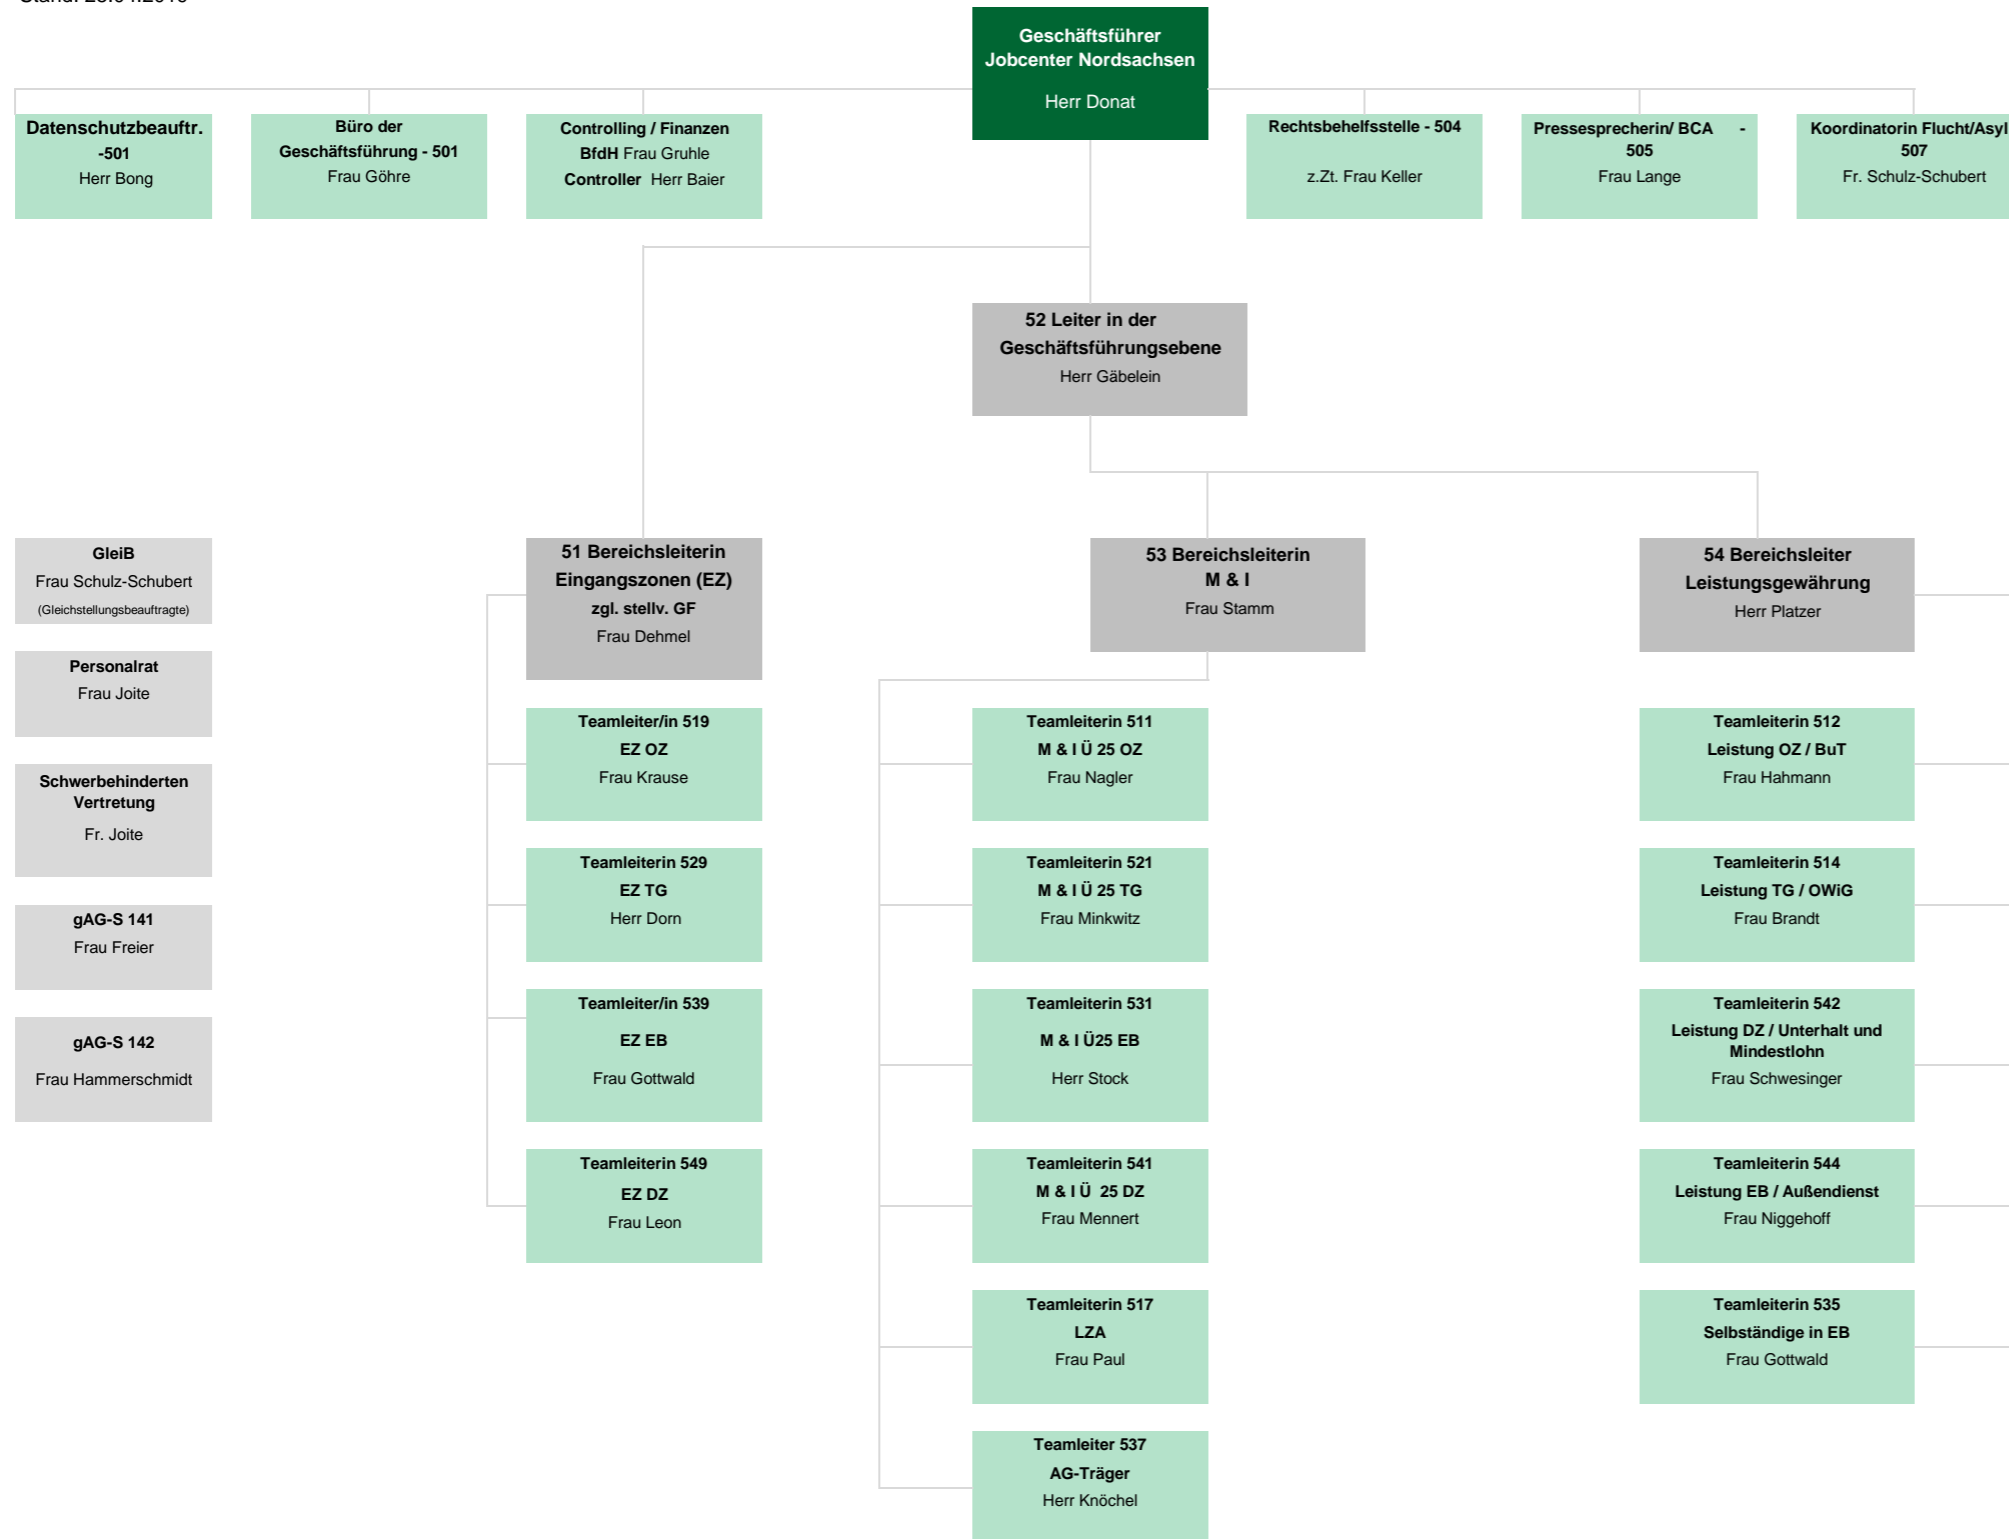 Geschäftsführer
Jobcenter Nordsachsen
Herr Donat
Datenschutzbeauftr.
-501
Herr Bong
Büro der
Geschäftsführung - 501
Frau Göhre
Controlling / Finanzen
BfdH Frau Gruhle
Controller Herr Baier
Rechtsbehelfsstelle - 504
z.Zt. Frau Keller
Pressesprecherin/ BCA -
505
Frau Lange
Koordinatorin Flucht/Asyl
507
Fr. Schulz-Schubert
52 Leiter in der
Geschäftsführungsebene
Herr Gäbelein
GleiB
Frau Schulz-Schubert
(Gleichstellungsbeauftragte)
Personalrat
Frau Joite
Schwerbehinderten
Vertretung
Fr. Joite
gAG-S 141
Frau Freier
gAG-S 142
Frau Hammerschmidt
51 Bereichsleiterin
Eingangszonen (EZ)
zgl. stellv. GF
Frau Dehmel
Teamleiter/in 519
EZ OZ
Frau Krause
Teamleiterin 529
EZ TG
Herr Dorn
Teamleiter/in 539
EZ EB
Frau Gottwald
Teamleiterin 549
EZ DZ
Frau Leon
53 Bereichsleiterin
M & I
Frau Stamm
Teamleiterin 511
M & I Ü 25 OZ
Frau Nagler
Teamleiterin 521
M & I Ü 25 TG
Frau Minkwitz
Teamleiterin 531
M & I Ü25 EB
Herr Stock
Teamleiterin 541
M & I Ü 25 DZ
Frau Mennert
Teamleiterin 517
LZA
Frau Paul
Teamleiter 537
AG-Träger
Herr Knöchel
54 Bereichsleiter
Leistungsgewährung
Herr Platzer
Teamleiterin 512
Leistung OZ / BuT
Frau Hahmann
Teamleiterin 514
Leistung TG / OWiG
Frau Brandt
Teamleiterin 542
Leistung DZ / Unterhalt und
Mindestlohn
Frau Schwesinger
Teamleiterin 544
Leistung EB / Außendienst
Frau Niggehoff
Teamleiterin 535
Selbständige in EB
Frau Gottwald